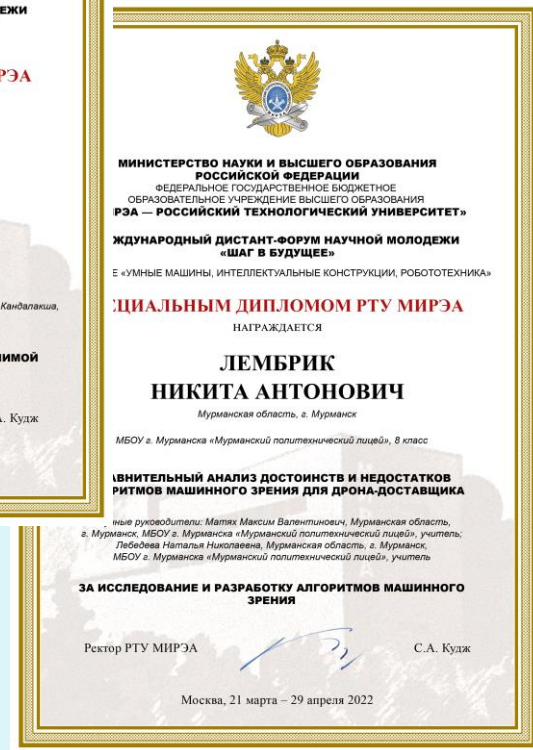 ЕЖИ
РЭА
Кандалакша,
ИМОЙ
А. Кудж
МИНИСТЕРСТВО НАУКИ И ВЫСШЕГО ОБРАЗОВАНИЯ
РОССИЙСКОЙ ФЕДЕРАЦИИ
ФЕДЕРАЛЬНОЕ ГОСУДАРСТВЕННОЕ БЮДЖЕТНОЕ
ОБРАЗОВАТЕЛЬНОЕ УЧРЕЖДЕНИЕ ВЫСШЕГО ОБРАЗОВАНИЯ
ИРЭА — РОССИЙСКИЙ ТЕХНОЛОГИЧЕСКИЙ УНИВЕРСИТЕТ»
ЖДУНАРОДНЫЙ ДИСТАНТ-ФОРУМ НАУЧНОЙ МОЛОДЕЖИ
«ШАГ В БУДУЩЕЕ»
Е «УМНЫЕ МАШИНЫ, ИНТЕЛЛЕКТУАЛЬНЫЕ КОНСТРУКЦИИ, РОБОТОТЕХНИКА»
ЕЦИАЛЬНЫМ ДИПЛОМОМ РТУ МИРЭА
НАГРАЖДАЕТСЯ
ЛЕМБРИК
НИКИТА АНТОНОВИЧ
Мурманская область, г. Мурманск
МБОУ г. Мурманска «Мурманский политехнический лицей», 8 класс
АВНИТЕЛЬНЫЙ АНАЛИЗ ДОСТОИНСТВ И НЕДОСТАТКОВ
РИТМОВ МАШИННОГО ЗРЕНИЯ ДЛЯ ДРОНА-ДОСТАВЩИКА
ные руководители: Матях Максим Валентинович, Мурманская область,
г. Мурманск, МБОУ г. Мурманска «Мурманский политехнический лицей», учитель;
Лебедева Наталья Николаевна, Мурманская область, г. Мурманск,
МБОУ г. Мурманска «Мурманский политехнический лицей», учитель
ЗА ИССЛЕДОВАНИЕ И РАЗРАБОТКУ АЛГОРИТМОВ МАШИННОГО
ЗРЕНИЯ
Ректор РТУ МИРЭА С.А. Кудж
Москва, 21 марта – 29 апреля 2022